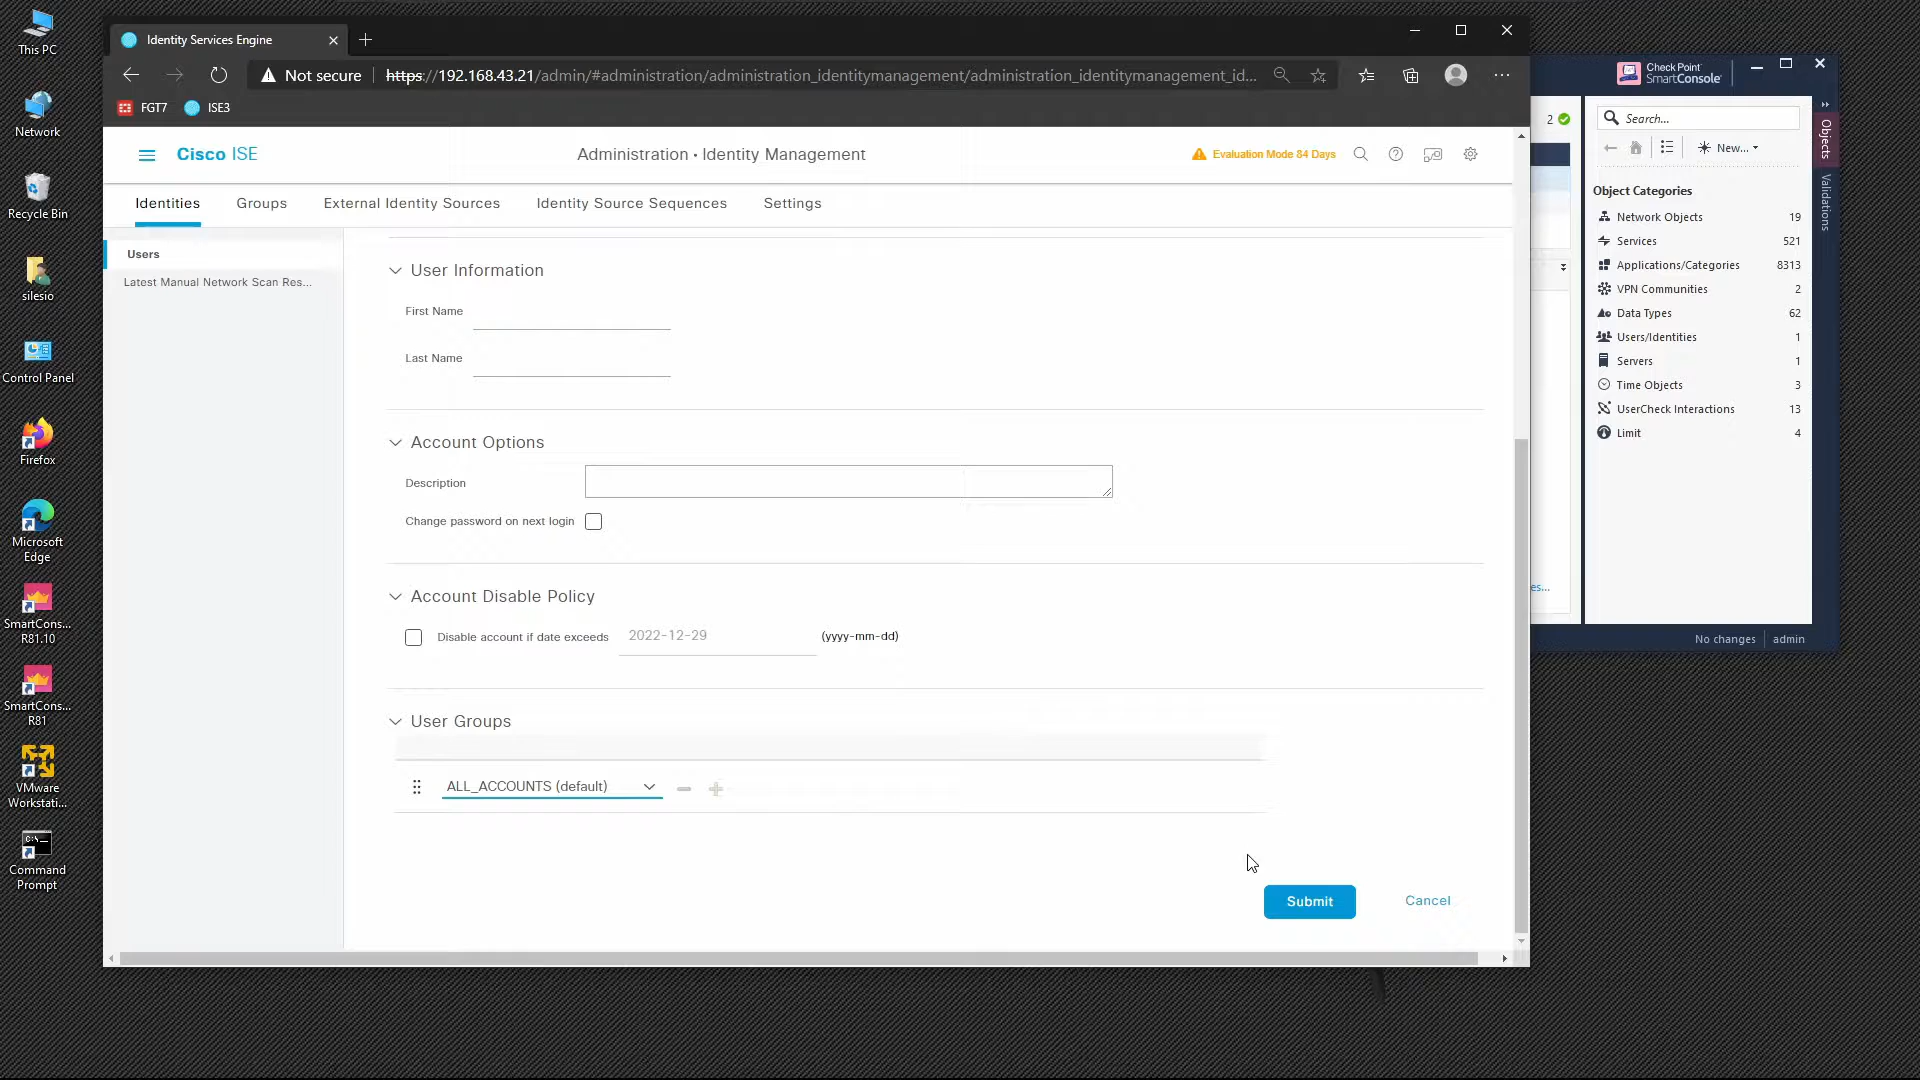 This PC
Network
Recycle Bin
silesio
Control Panel
Firefox
Microsoft
Edge
SmartCons...
R81.10
SmartCons...
R81
VMware
Workstati...
Command
Prompt
Identity Services Engine
Not secure
https://192.168.43.21/admin/#administration/administration_identitymanagement/administration_identitymanagement_id...
FGT7
ISE3
Cisco ISE
Administration • Identity Management
Evaluation Mode 84 Days
Identities
Groups
External Identity Sources
Identity Source Sequences
Settings
Users
Latest Manual Network Scan Res...
User Information
First Name
Last Name
Account Options
Description
Change password on next login
Account Disable Policy
Disable account if date exceeds 2022-12-29 (yyyy-mm-dd)
User Groups
ALL_ACCOUNTS (default)
Submit
Cancel
Check Point
SmartConsole
2
Search...
New...
Objects
Validations
Object Categories
Network Objects 19
Services 521
Applications/Categories 8313
VPN Communities 2
Data Types 62
Users/Identities 1
Servers 1
Time Objects 3
UserCheck Interactions 13
Limit 4
es...
No changes
admin